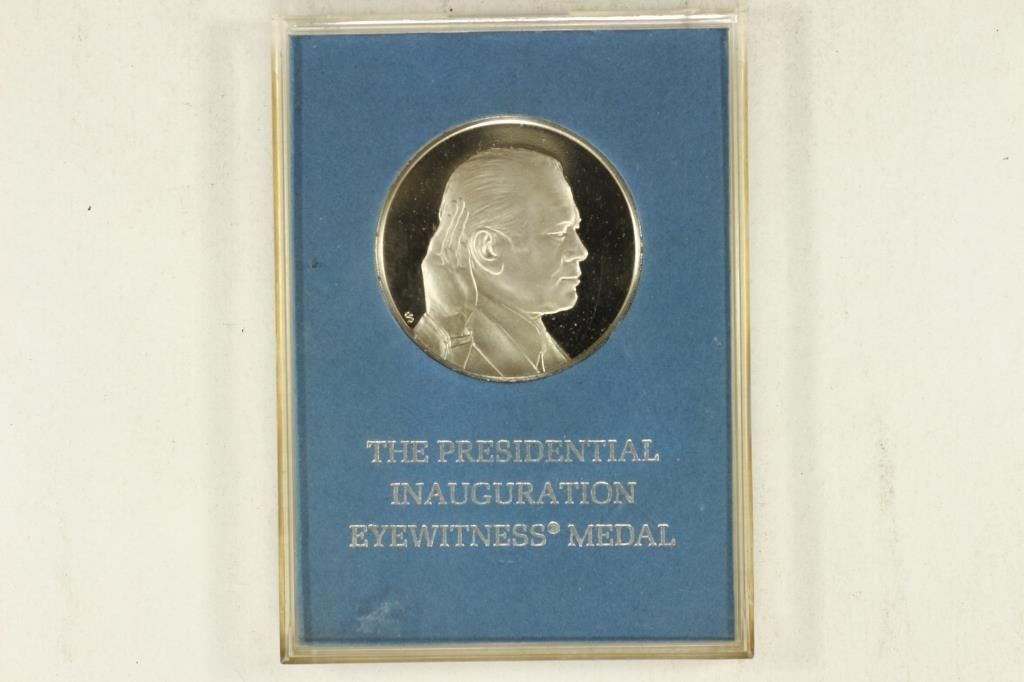 THE PRESIDENTIAL
INAUGURATION
EYEWITNESS® MEDAL